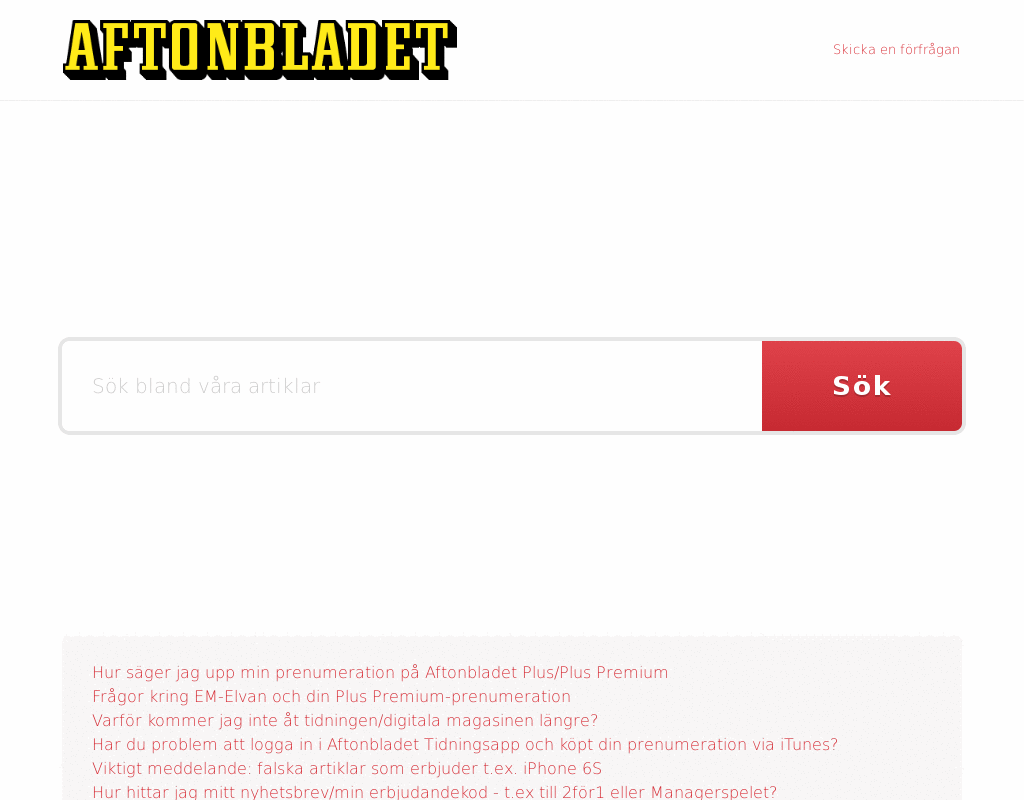 AFTONBLADET
Skicka en förfrågan
Sök bland våra artiklar
Sök
Hur säger jag upp min prenumeration på Aftonbladet Plus/Plus Premium
Frågor kring EM-Elvan och din Plus Premium-prenumeration
Varför kommer jag inte åt tidningen/digitala magasinen längre?
Har du problem att logga in i Aftonbladet Tidningsapp och köpt din prenumeration via iTunes?
Viktigt meddelande: falska artiklar som erbjuder t.ex. iPhone 6S
Hur hittar jag mitt nyhetsbrev/min erbjudandekod - t.ex till 2för1 eller Managerspelet?